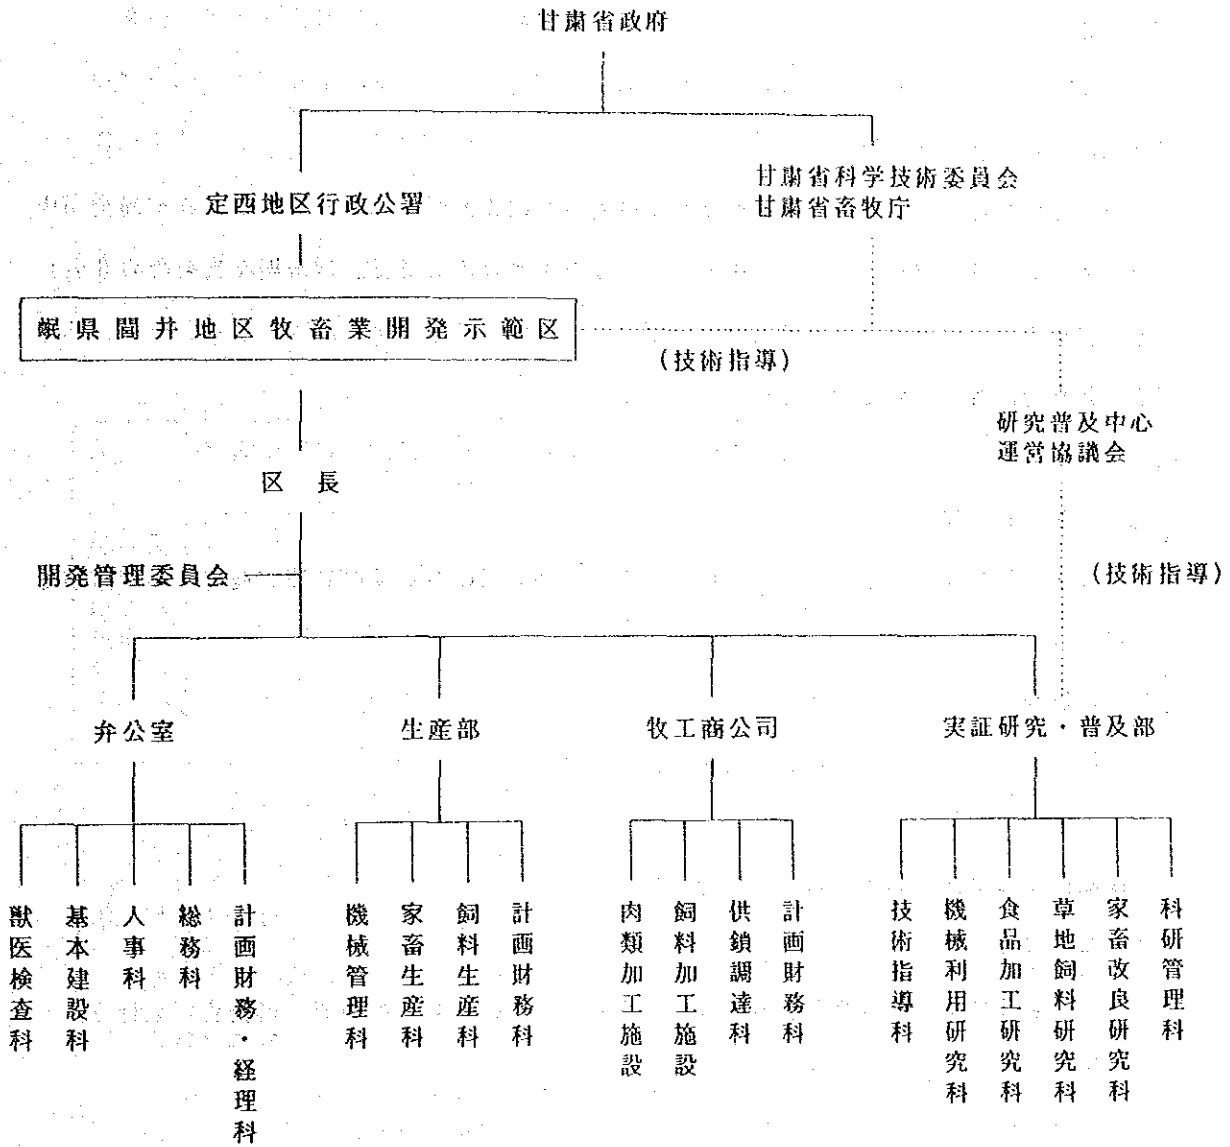 甘粛省政府
定西地区行政公署
甘粛省科学技術委員会
甘粛省畜牧庁
岷県閭井地区牧畜業開発示範区
(技術指導)
研究普及中心
運営協議会
区 長
開発管理委員会
(技術指導)
弁公室
生産部
牧工商公司
実証研究・普及部
獣医検査科
基本建設科
人事科
総務科
計画財務・経理科
機械管理科
家畜生産科
飼料生産科
計画財務科
肉類加工施設
飼料加工施設
供鎖調達科
計画財務科
技術指導科
機械利用研究科
食品加工研究科
草地飼料研究科
家畜改良研究科
科研管理科